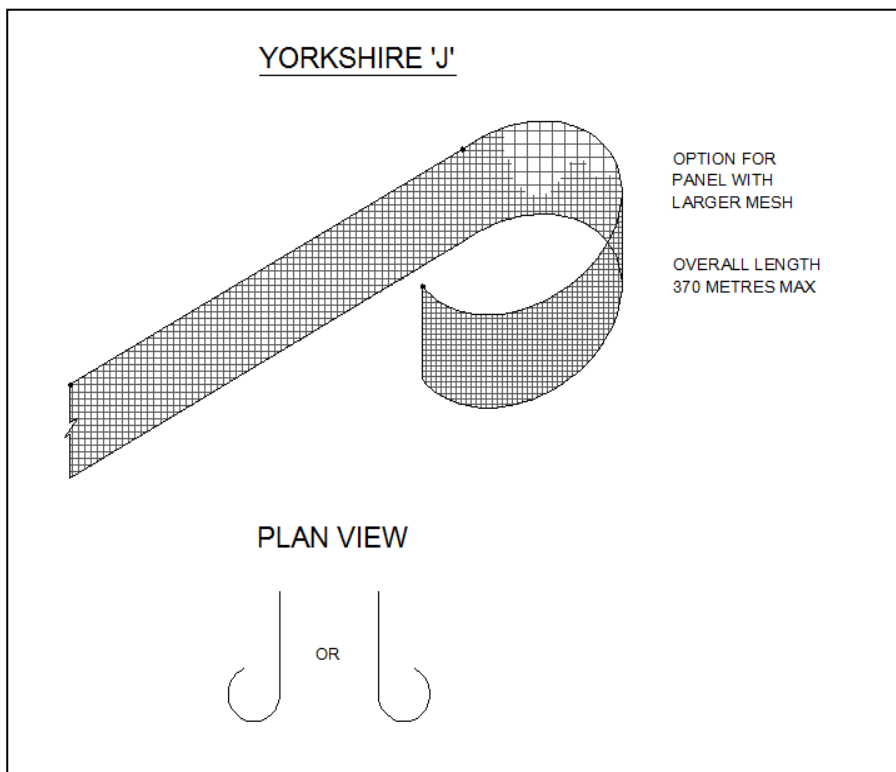 YORKSHIRE 'J'
OPTION FOR
PANEL WITH
LARGER MESH
OVERALL LENGTH
370 METRES MAX
PLAN VIEW
OR